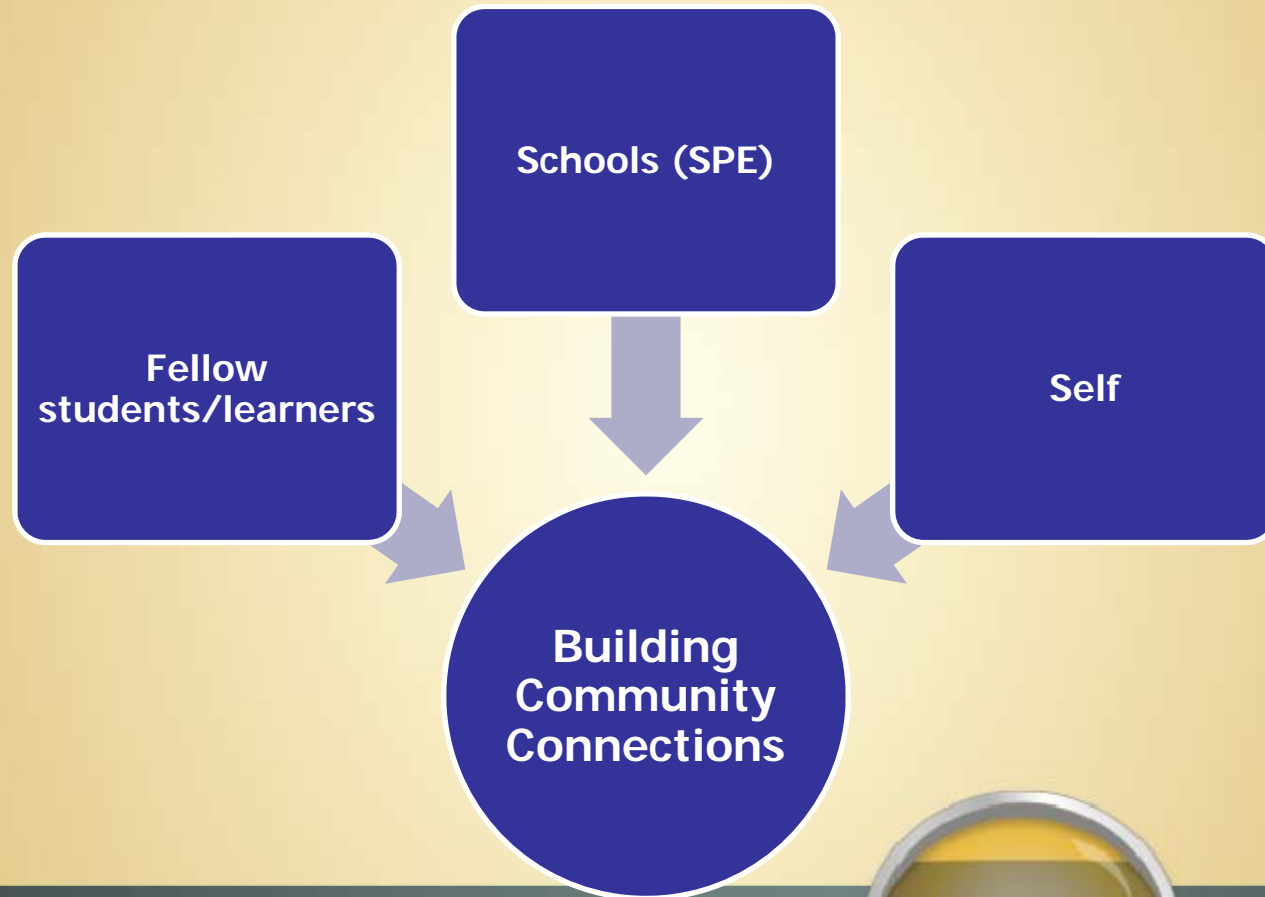 Schools (SPE)
Fellow
students/learners
Self
Building
Community
Connections